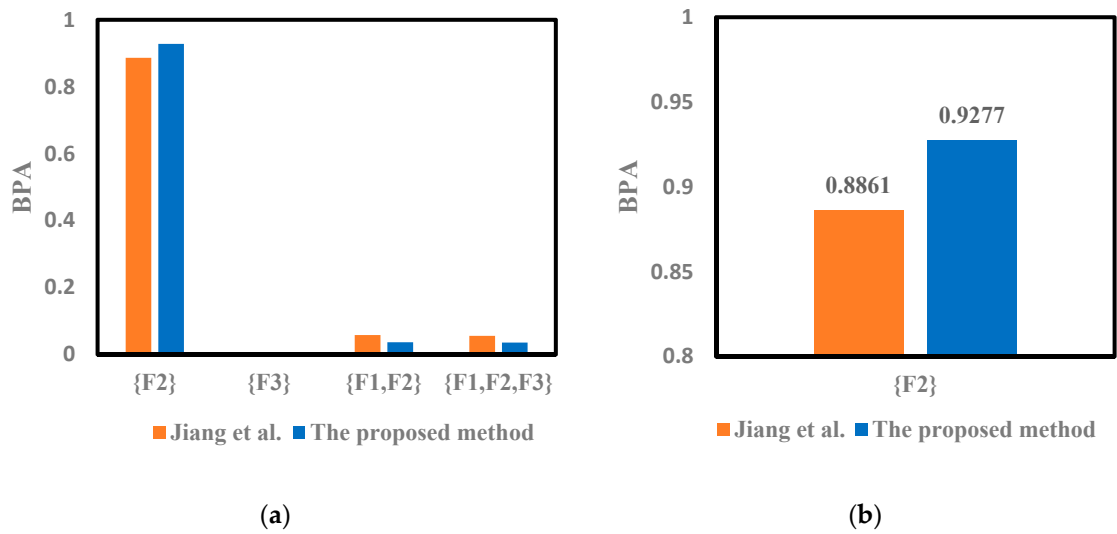 1
0.8
0.6
0.4
0.2
0
BPA
{F2} {F3} {F1,F2} {F1,F2,F3}
Jiang et al. The proposed method
(a)
1
0.95
0.9
0.85
0.8
BPA
0.9277
0.8861
{F2}
Jiang et al. The proposed method
(b)